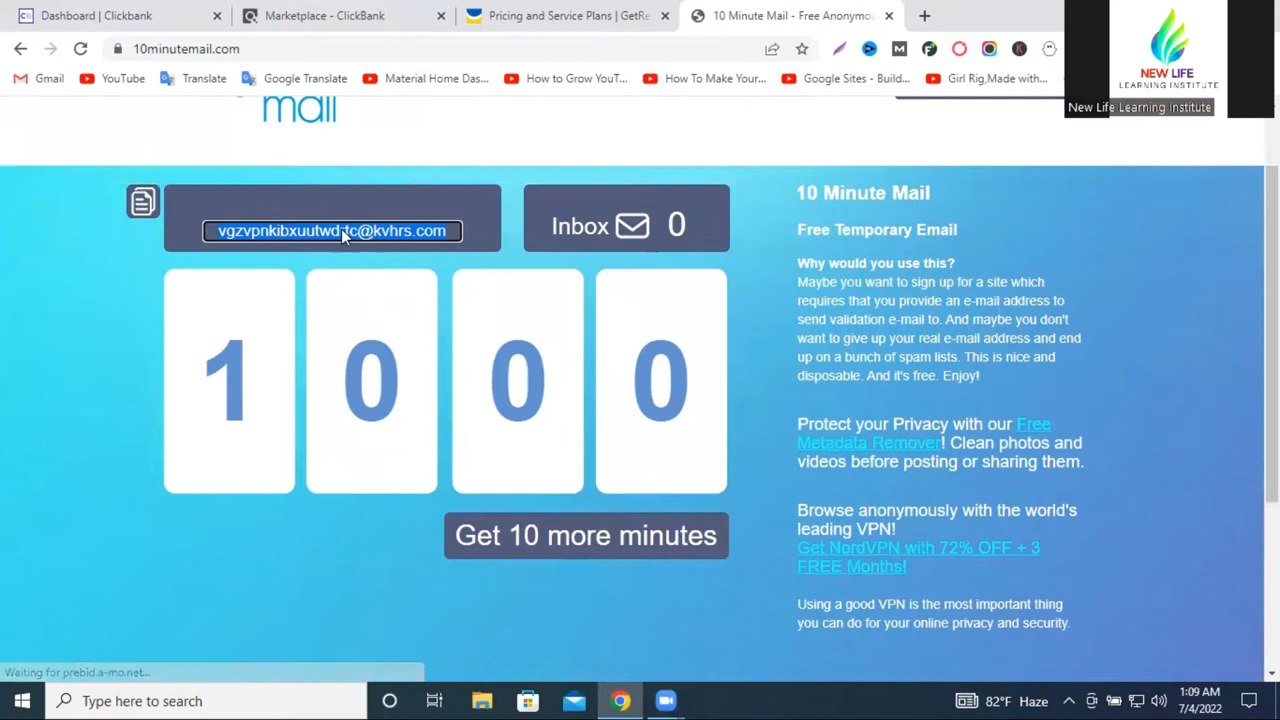 Dashboard | Clickbank
Marketplace - ClickBank
Pricing and Service Plans | GetRe
10 Minute Mail - Free Anonymo
10minutemail.com
Gmail
YouTube
Translate
Google Translate
Material Home Das...
How to Grow YouT...
How To Make Your...
Google Sites - Build...
Girl Rig,Made with...
NEW LIFE
LEARNING INSTITUTE
New Life Learning Institute
mail
Inbox 0
1 0 0 0
Get 10 more minutes
10 Minute Mail
Free Temporary Email
Why would you use this?
Maybe you want to sign up for a site which
requires that you provide an e-mail address to
send validation e-mail to. And maybe you don't
want to give up your real e-mail address and end
up on a bunch of spam lists. This is nice and
disposable. And it's free. Enjoy!
Protect your Privacy with our Free
Metadata Remover! Clean photos and
videos before posting or sharing them.
Browse anonymously with the world's
leading VPN!
Get NordVPN with 72% OFF + 3
FREE Months!
Using a good VPN is the most important thing
you can do for your online privacy and security.
Waiting for prebid.a-mo.net...
Type here to search
82°F Haze
1:09 AM
7/4/2022